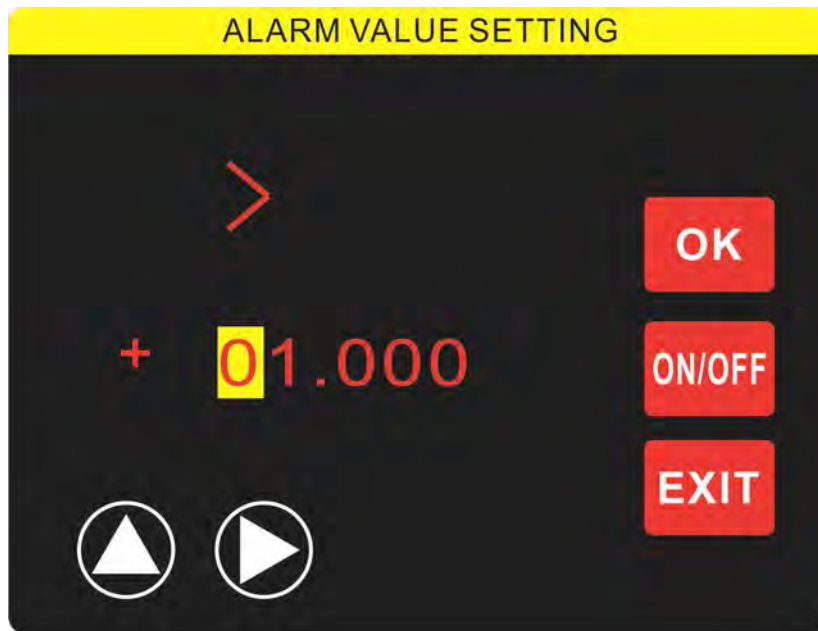 ALARM VALUE SETTING
>
OK
+ 01.000
ON/OFF
EXIT